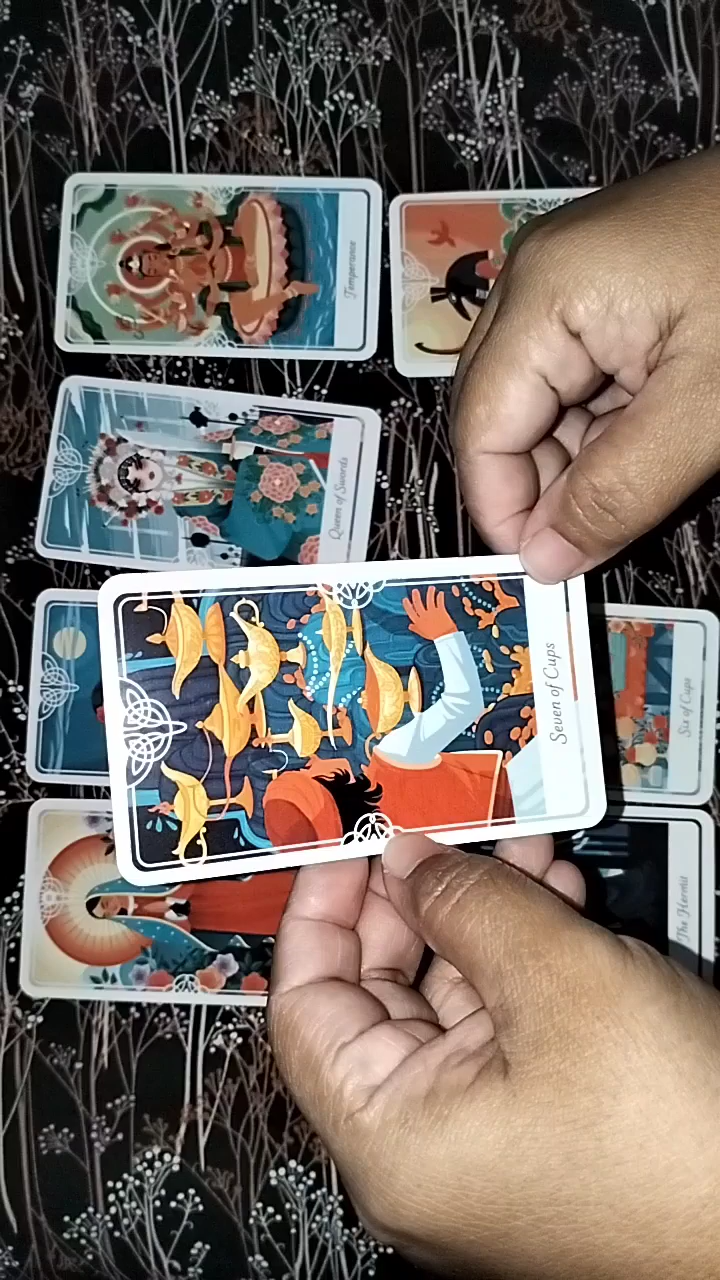 Temperance
Queen of Swords
Seven of Cups
Six of Cups
The Hermit